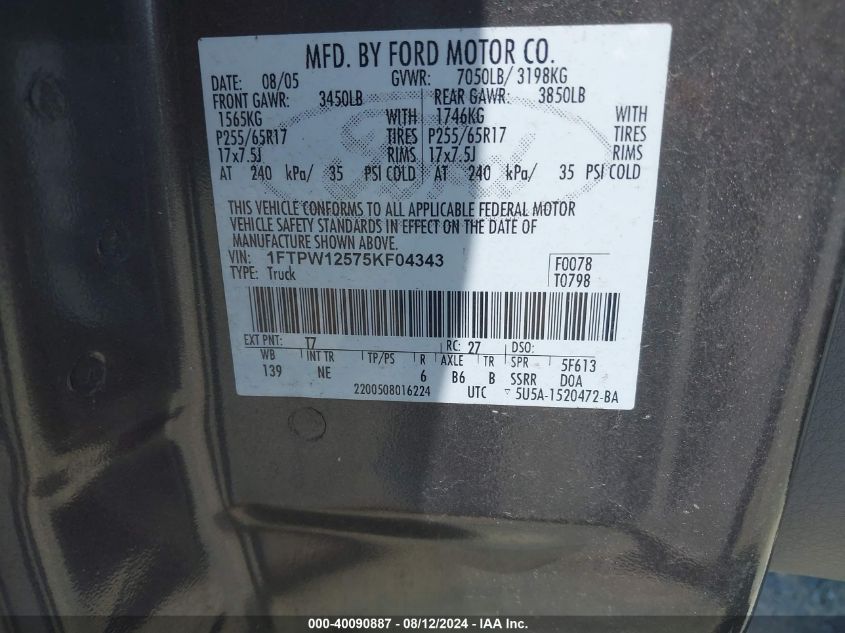 MFD. BY FORD MOTOR CO.
DATE: 08/05 GVWR: 7050LB/ 3198KG
FRONT GAWR: 3450LB REAR GAWR: 3850LB
1565KG WITH 1746KG WITH
P255/65R17 TIRES P255/65R17 TIRES
17x7.5J RIMS 17x7.5J RIMS
AT 240 kPa/ 35 PSI COLD AT 240 kPa/ 35 PSI COLD
THIS VEHICLE CONFORMS TO ALL APPLICABLE FEDERAL MOTOR
VEHICLE SAFETY STANDARDS IN EFFECT ON THE DATE OF
MANUFACTURE SHOWN ABOVE.
VIN: 1FTPW12575KF04343 F0078
TYPE: Truck T0798
EXT PNT: T7 RC: 27 DSO:
WB INT TR TP/PS R AXLE TR SPR 5F613
139 NE 6 B6 B SSRR DOA
2200508016224 UTC 5U5A-1520472-BA
000-40090887 - 08/12/2024 - IAA Inc.